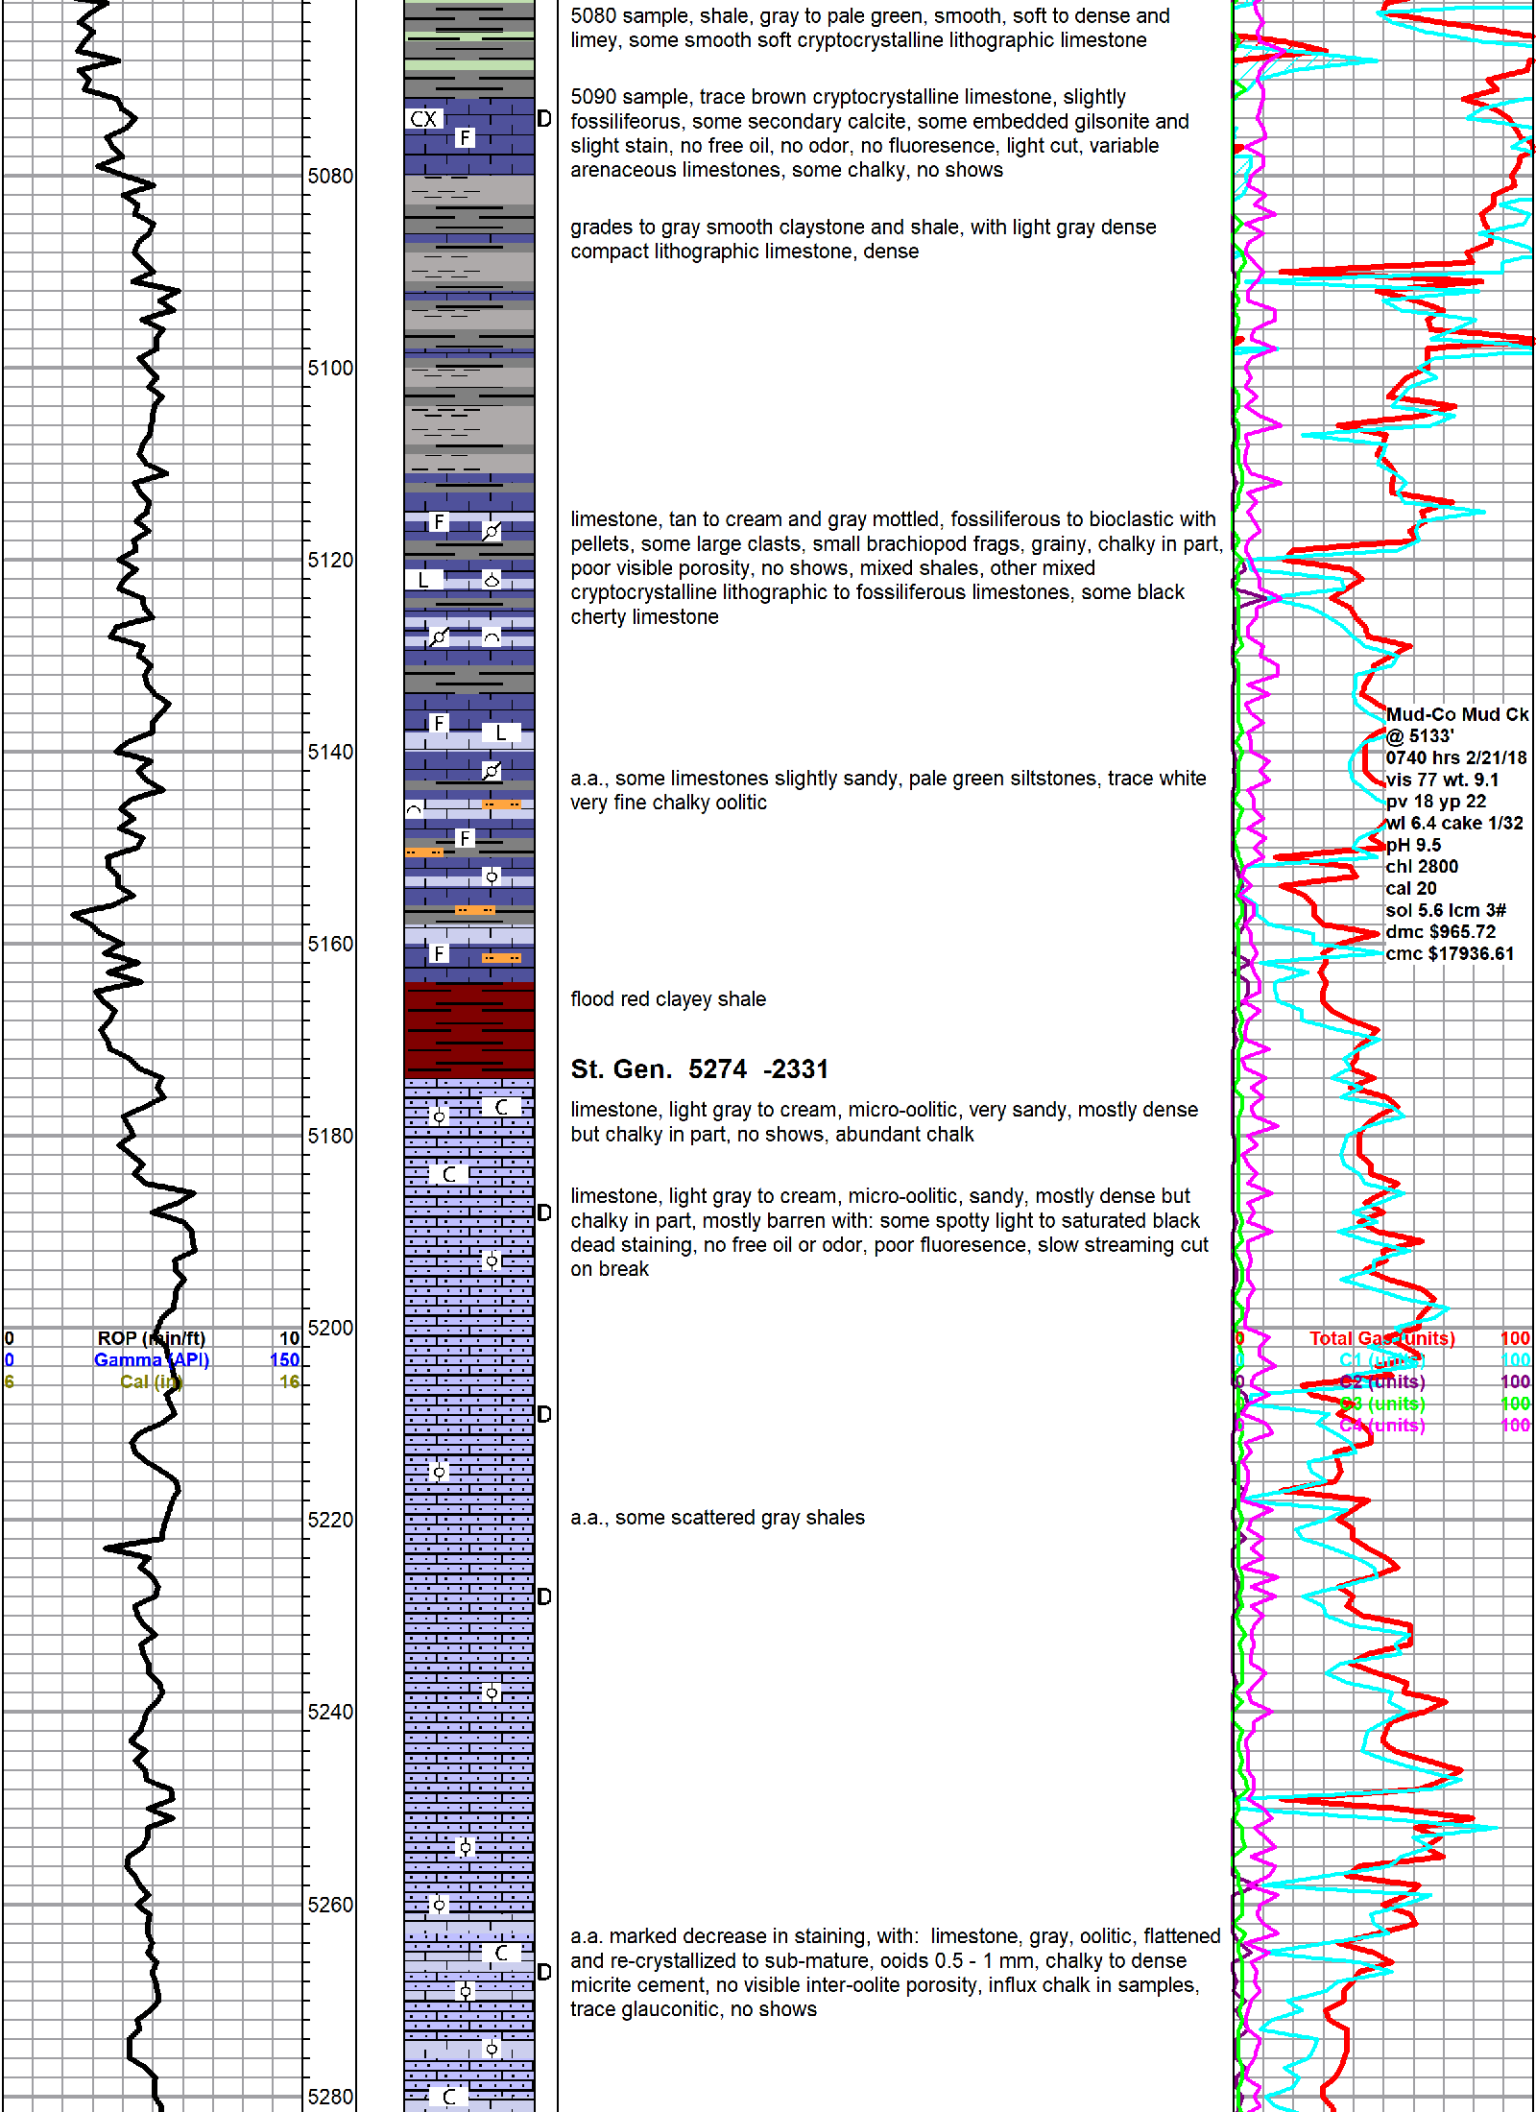 5080 sample, shale, gray to pale green, smooth, soft to dense and
limey, some smooth soft cryptocrystalline lithographic limestone
5090 sample, trace brown cryptocrystalline limestone, slightly
fossilifeorus, some secondary calcite, some embedded gilsonite and
slight stain, no free oil, no odor, no fluoresence, light cut, variable
arenaceous limestones, some chalky, no shows
CX
D
F
5080
grades to gray smooth claystone and shale, with light gray dense
compact lithographic limestone, dense
5100
limestone, tan to cream and gray mottled, fossiliferous to bioclastic with
pellets, some large clasts, small brachiopod frags, grainy, chalky in part,
poor visible porosity, no shows, mixed shales, other mixed
cryptocrystalline lithographic to fossiliferous limestones, some black
cherty limestone
F
5120
L
F
L
Mud-Co Mud Ck
@ 5133'
0740 hrs 2/21/18
vis 77 wt. 9.1
pv 18 yp 22
wl 6.4 cake 1/32
pH 9.5
chl 2800
cal 20
sol 5.6 lcm 3#
dmc $965.72
cmc $17936.61
5140
a.a., some limestones slightly sandy, pale green siltstones, trace white
very fine chalky oolitic
F
5160
F
flood red clayey shale
St. Gen. 5274 -2331
limestone, light gray to cream, micro-oolitic, very sandy, mostly dense
but chalky in part, no shows, abundant chalk
C
5180
C
limestone, light gray to cream, micro-oolitic, sandy, mostly dense but
chalky in part, mostly barren with: some spotty light to saturated black
dead staining, no free oil or odor, poor fluoresence, slow streaming cut
on break
D
5200
0 ROP (min/ft) 10
0 Gamma (API) 150
6 Cal (in) 16
0 Total Gas (units) 100
0 C1 (units) 100
0 C2 (units) 100
0 C3 (units) 100
0 C4 (units) 100
D
5220
a.a., some scattered gray shales
D
5240
5260
a.a. marked decrease in staining, with: limestone, gray, oolitic, flattened
and re-crystallized to sub-mature, ooids 0.5 - 1 mm, chalky to dense
micrite cement, no visible inter-oolite porosity, influx chalk in samples,
trace glauconitic, no shows
C
D
5280
C